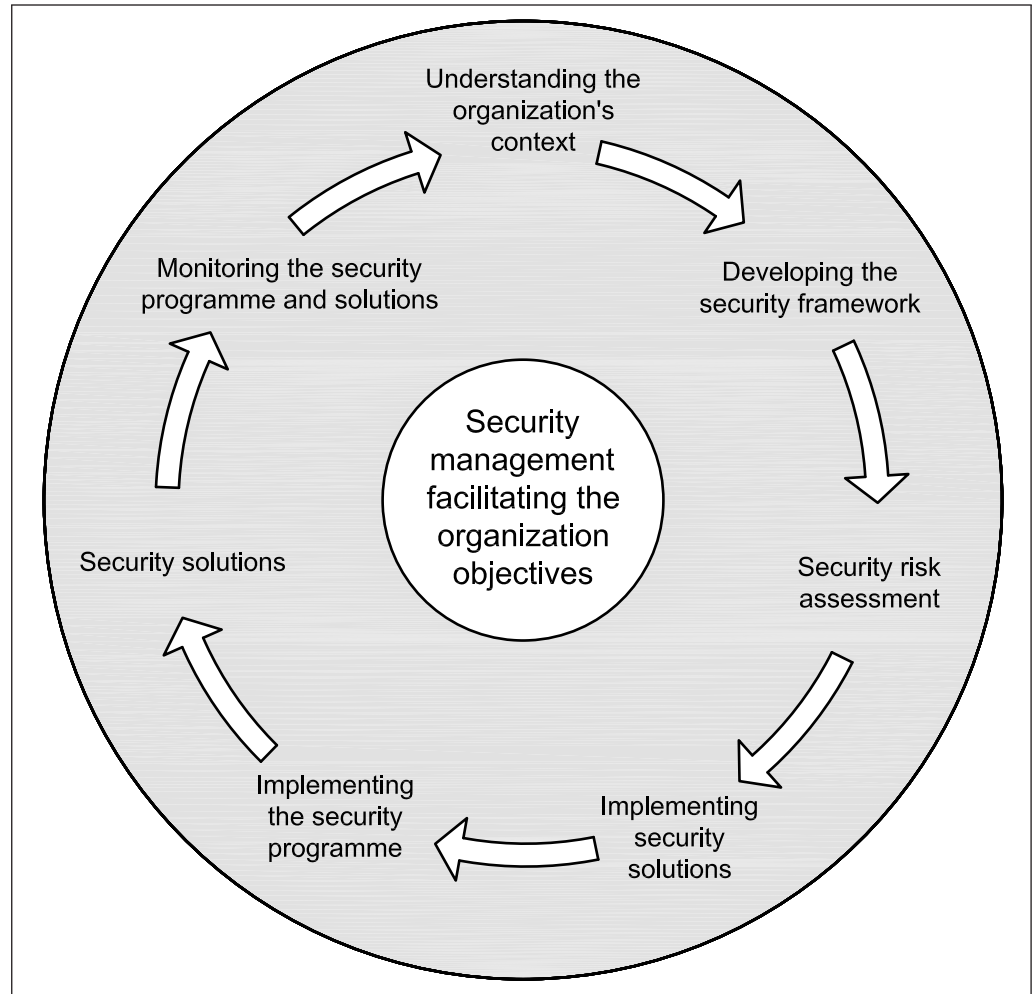 Understanding the
organization's
context
Developing the
security framework
Security risk
assessment
Implementing
security
solutions
Implementing
the security
programme
Security solutions
Monitoring the security
programme and solutions
Security
management
facilitating the
organization
objectives